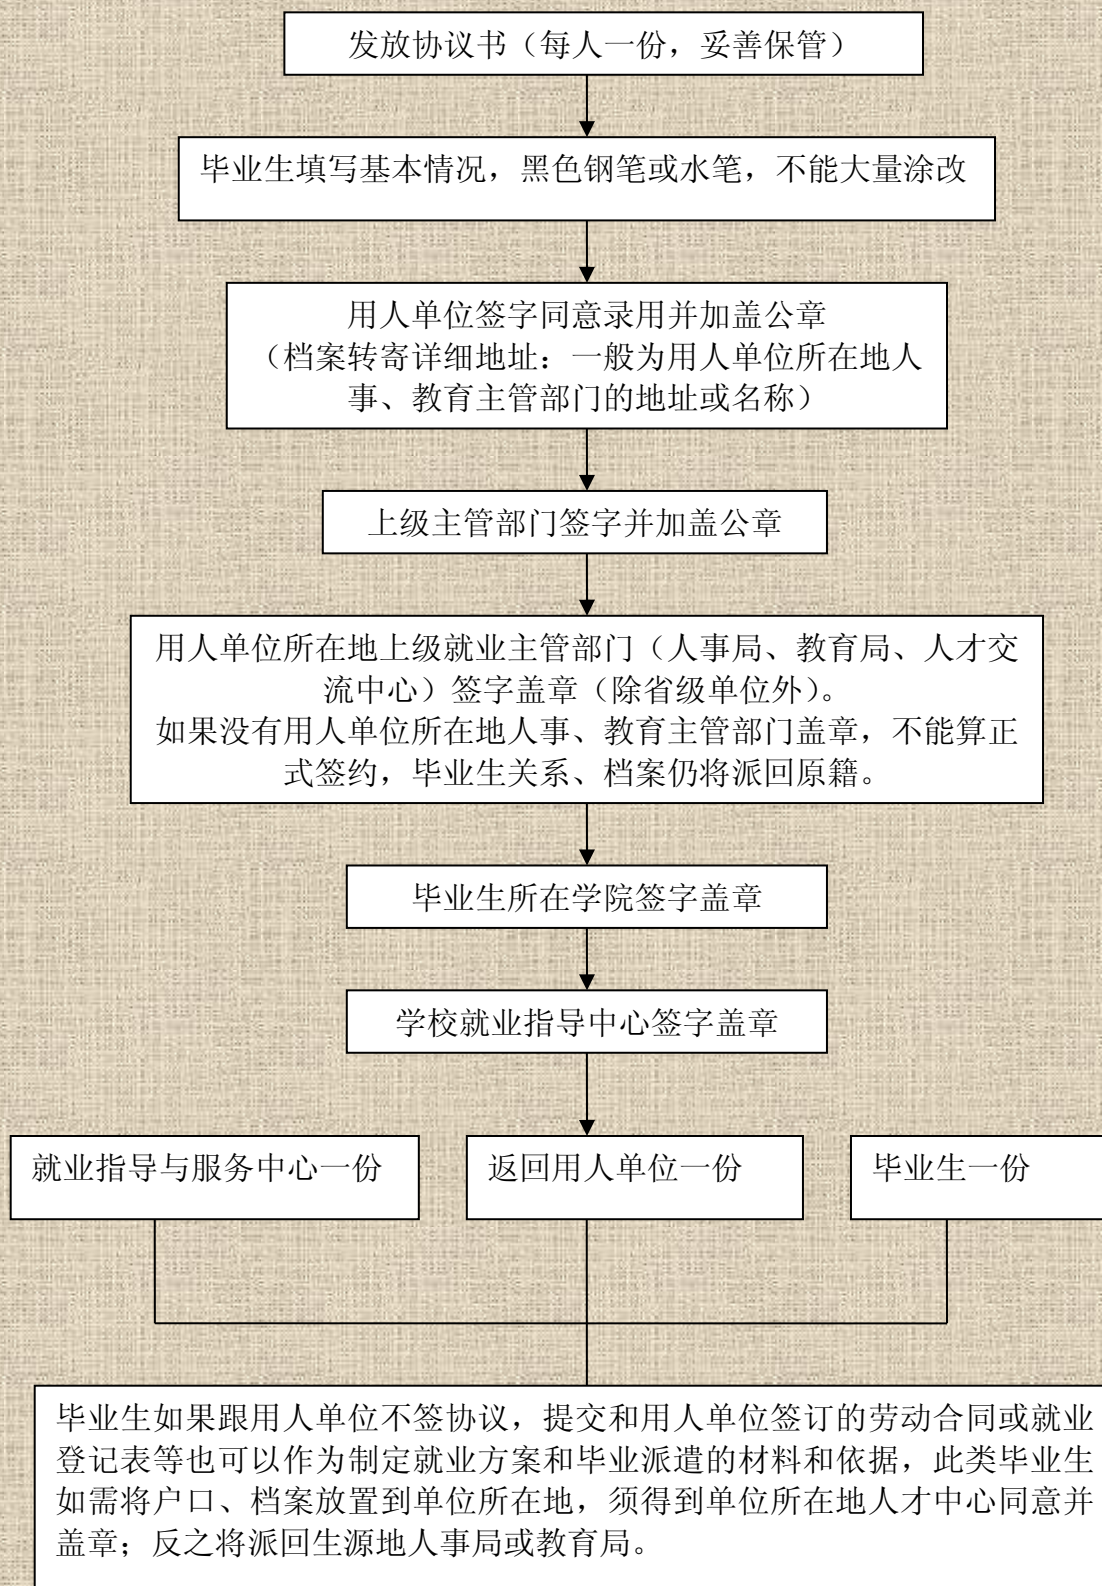 发放协议书（每人一份，妥善保管）
毕业生填写基本情况，黑色钢笔或水笔，不能大量涂改
用人单位签字同意录用并加盖公章
（档案转寄详细地址：一般为用人单位所在地人
事、教育主管部门的地址或名称）
上级主管部门签字并加盖公章
用人单位所在地上级就业主管部门（人事局、教育局、人才交
流中心）签字盖章（除省级单位外）。
如果没有用人单位所在地人事、教育主管部门盖章，不能算正
式签约，毕业生关系、档案仍将派回原籍。
毕业生所在学院签字盖章
学校就业指导中心签字盖章
就业指导与服务中心一份
返回用人单位一份
毕业生一份
毕业生如果跟用人单位不签协议，提交和用人单位签订的劳动合同或就业
登记表等也可以作为制定就业方案和毕业派遣的材料和依据，此类毕业生
如需将户口、档案放置到单位所在地，须得到单位所在地人才中心同意并
盖章；反之将派回生源地人事局或教育局。